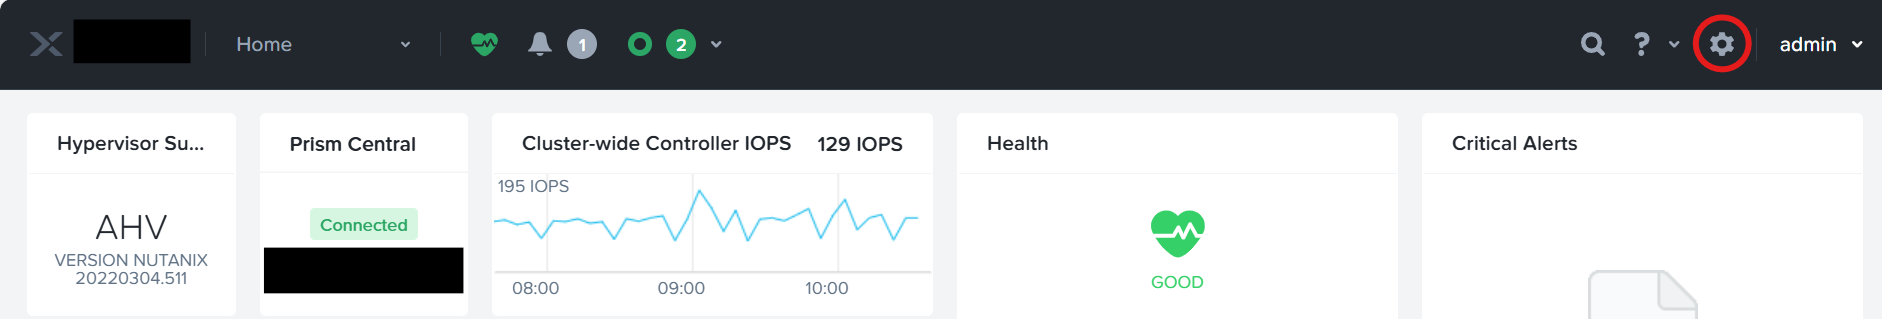 Home 1 2 ? admin
Hypervisor Su...
AHV
VERSION NUTANIX
20220304.511
Prism Central
Connected
Cluster-wide Controller IOPS 129 IOPS
195 IOPS
08:00 09:00 10:00
Health
GOOD
Critical Alerts